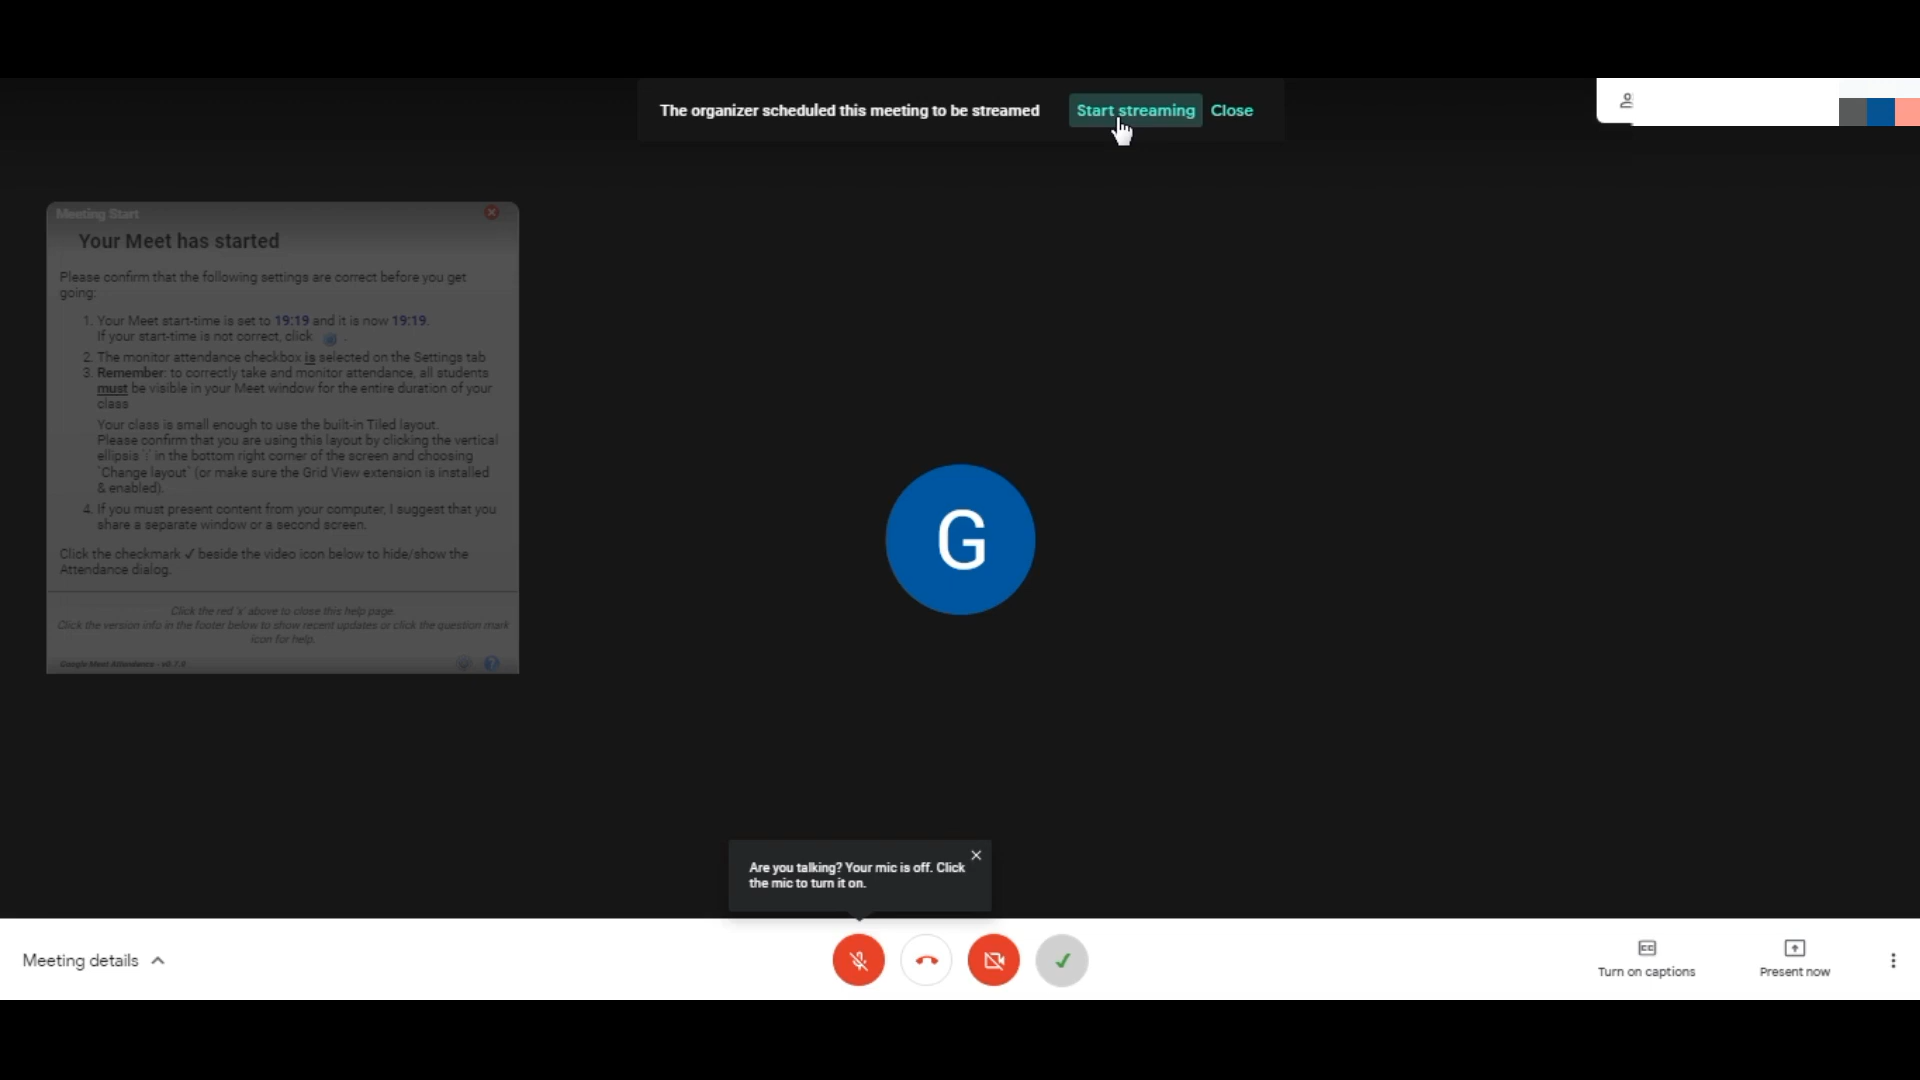 The organizer scheduled this meeting to be streamed Start streaming Close
Meeting Start
Your Meet has started
Please confirm that the following settings are correct before you get
going:
1. Your Meet start-time is set to 19:19 and it is now 19:19.
If your start-time is not correct, click .
2. The monitor attendance checkbox is selected on the Settings tab
3. Remember: to correctly take and monitor attendance, all students
must be visible in your Meet window for the entire duration of your
class
Your class is small enough to use the built-in Tiled layout.
Please confirm that you are using this layout by clicking the vertical
ellipsis '⋮' in the bottom right corner of the screen and choosing
`Change layout` (or make sure the Grid View extension is installed
& enabled).
4. If you must present content from your computer, I suggest that you
share a separate window or a second screen.
Click the checkmark ✓ beside the video icon below to hide/show the
Attendance dialog.
Click the red 'x' above to close this help page.
Click the version info in the footer below to show recent updates or click the question mark
icon for help.
Google Meet Attendance - v0.7.9
G
Are you talking? Your mic is off. Click
the mic to turn it on.
Meeting details
Turn on captions
Present now